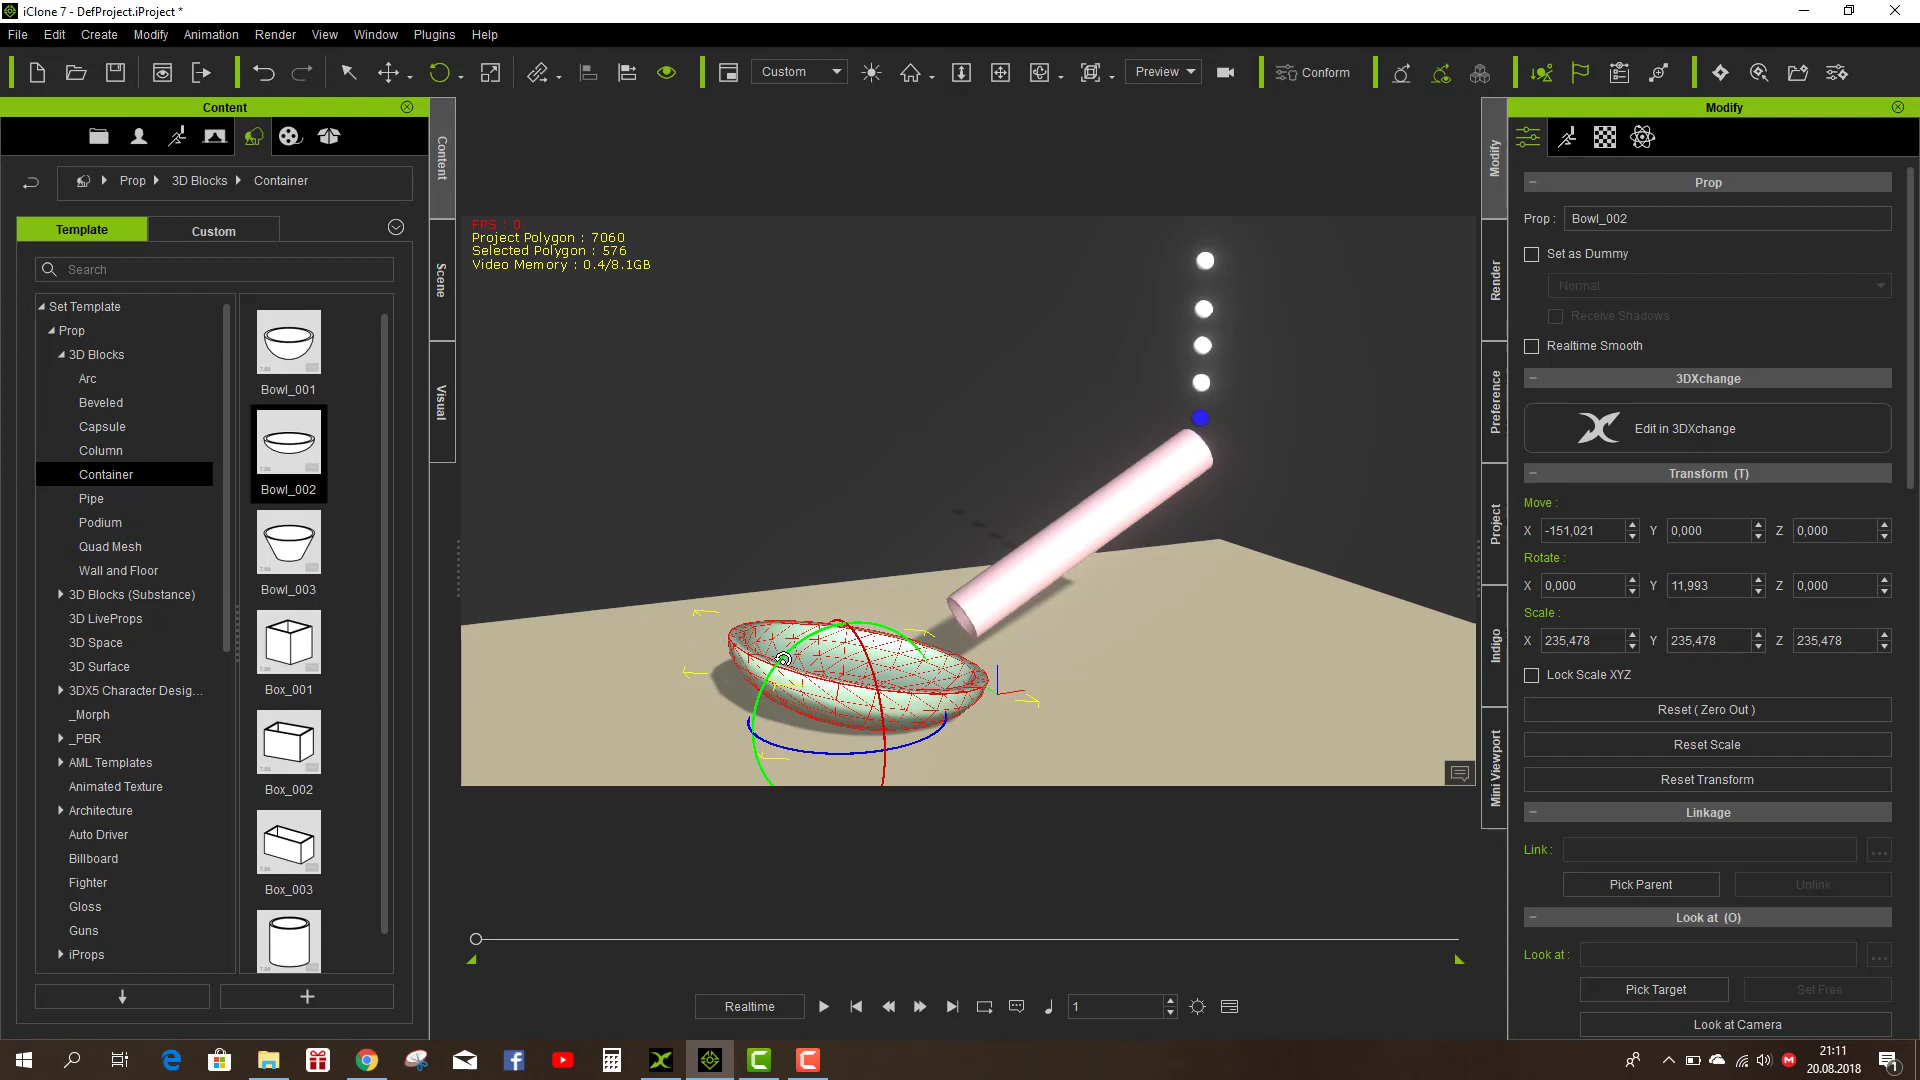 iClone 7 - DefProject.iProject *
File Edit Create Modify Animation Render View Window Plugins Help
Custom
Preview
Conform
Content
Prop 3D Blocks Container
Template Custom
Search
Set Template
Prop
3D Blocks
Arc
Beveled
Capsule
Column
Container
Pipe
Podium
Quad Mesh
Wall and Floor
3D Blocks (Substance)
3D LiveProps
3D Space
3D Surface
3DX5 Character Desig...
_Morph
_PBR
AML Templates
Animated Texture
Architecture
Auto Driver
Billboard
Fighter
Gloss
Guns
iProps
Bowl_001
Bowl_002
Bowl_003
Box_001
Box_002
Box_003
Content
Scene
Visual
FPS : 0
Project Polygon : 7060
Selected Polygon : 576
Video Memory : 0.4/8.1GB
Realtime
1
Modify
Render
Preference
Project
Indigo
Mini Viewport
Modify
Prop
Prop : Bowl_002
Set as Dummy
Normal
Receive Shadows
Realtime Smooth
3DXchange
Edit in 3DXchange
Transform (T)
Move :
X -151,021 Y 0,000 Z 0,000
Rotate :
X 0,000 Y 11,993 Z 0,000
Scale :
X 235,478 Y 235,478 Z 235,478
Lock Scale XYZ
Reset ( Zero Out )
Reset Scale
Reset Transform
Linkage
Link : ...
Pick Parent Unlink
Look at (O)
Look at : ...
Pick Target Set Free
Look at Camera
21:11
20.08.2018